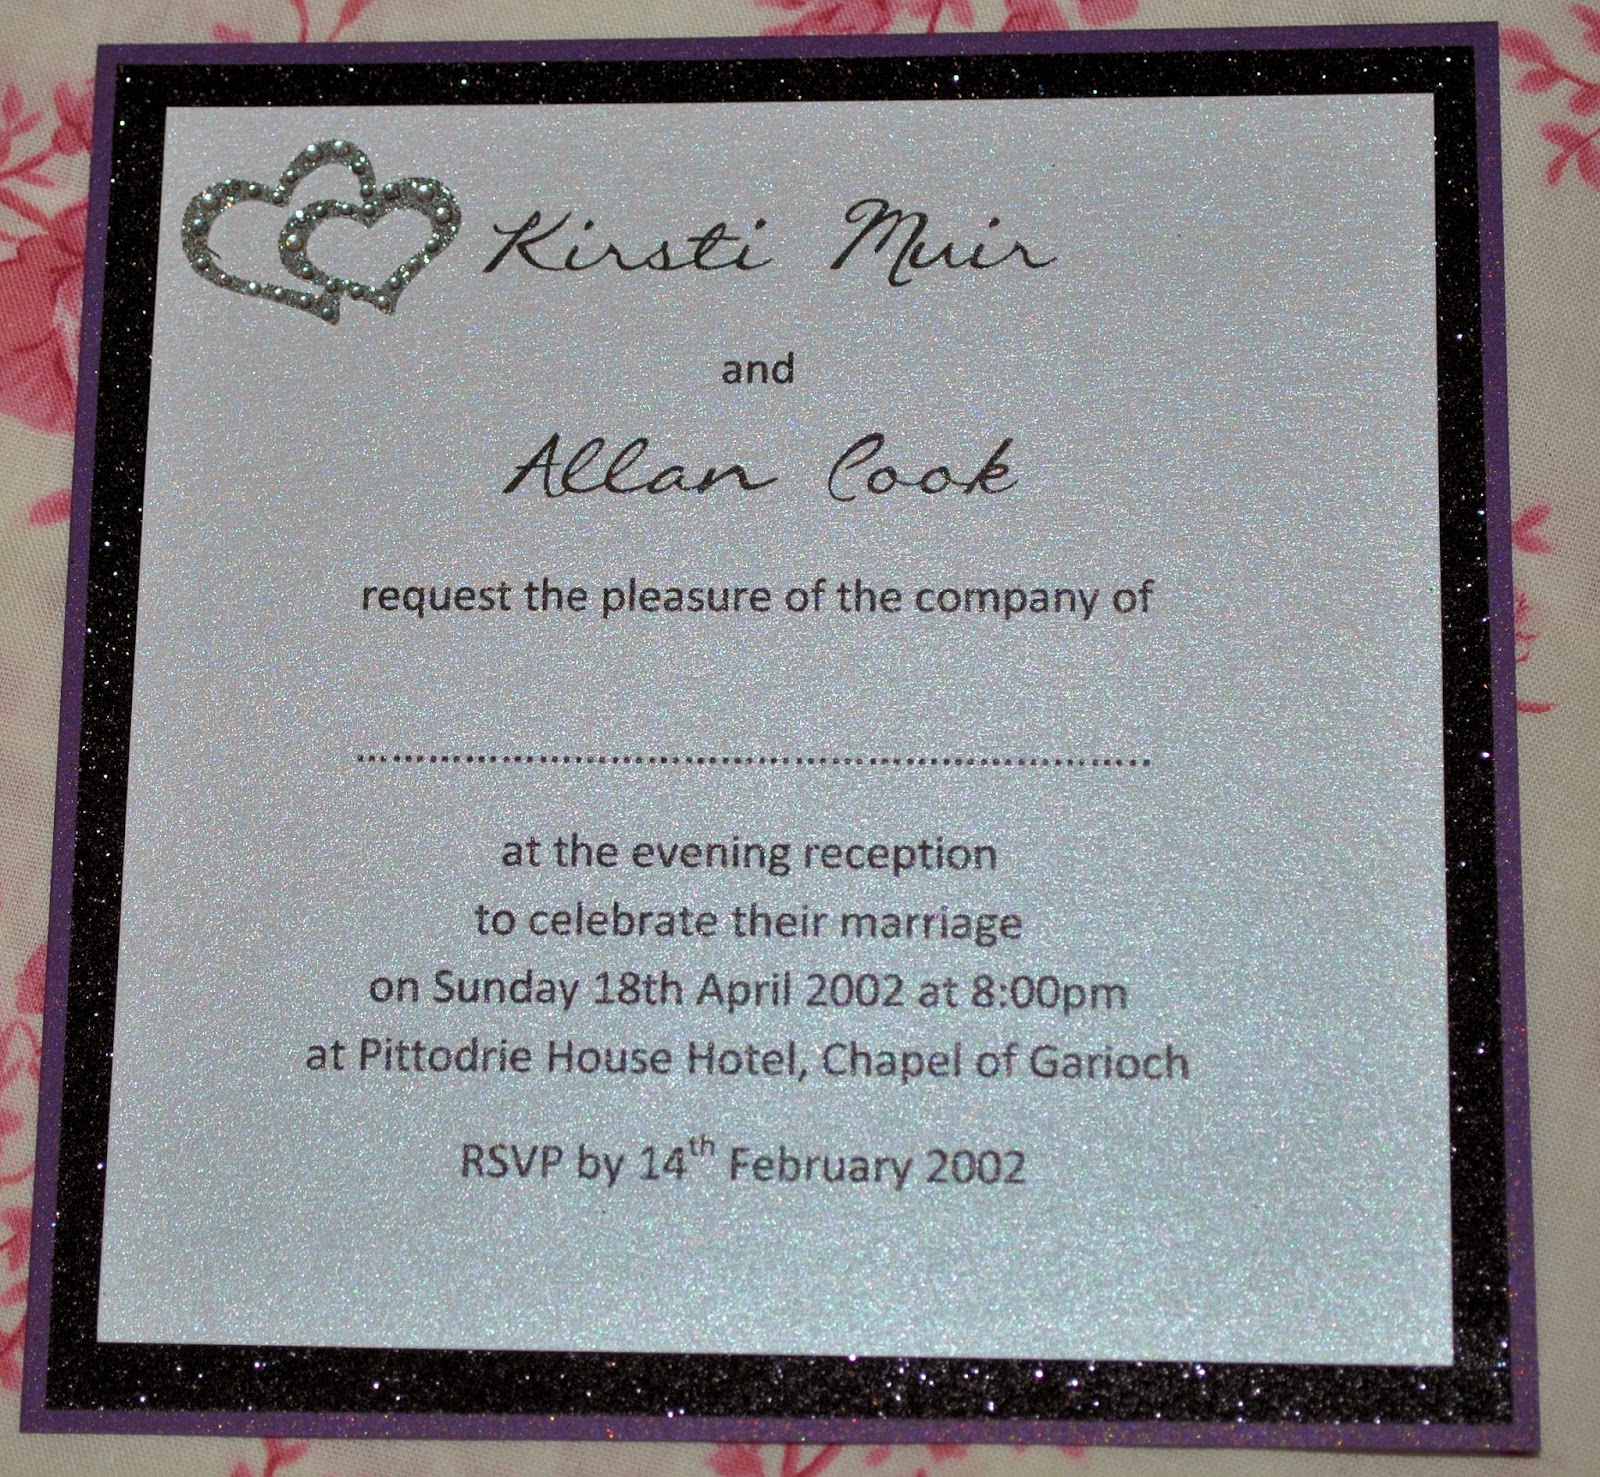 Kirsti Muir
and
Allan Cook
request the pleasure of the company of
at the evening reception
to celebrate their marriage
on Sunday 18th April 2002 at 8:00pm
at Pittodrie House Hotel, Chapel of Garioch
RSVP by 14th February 2002